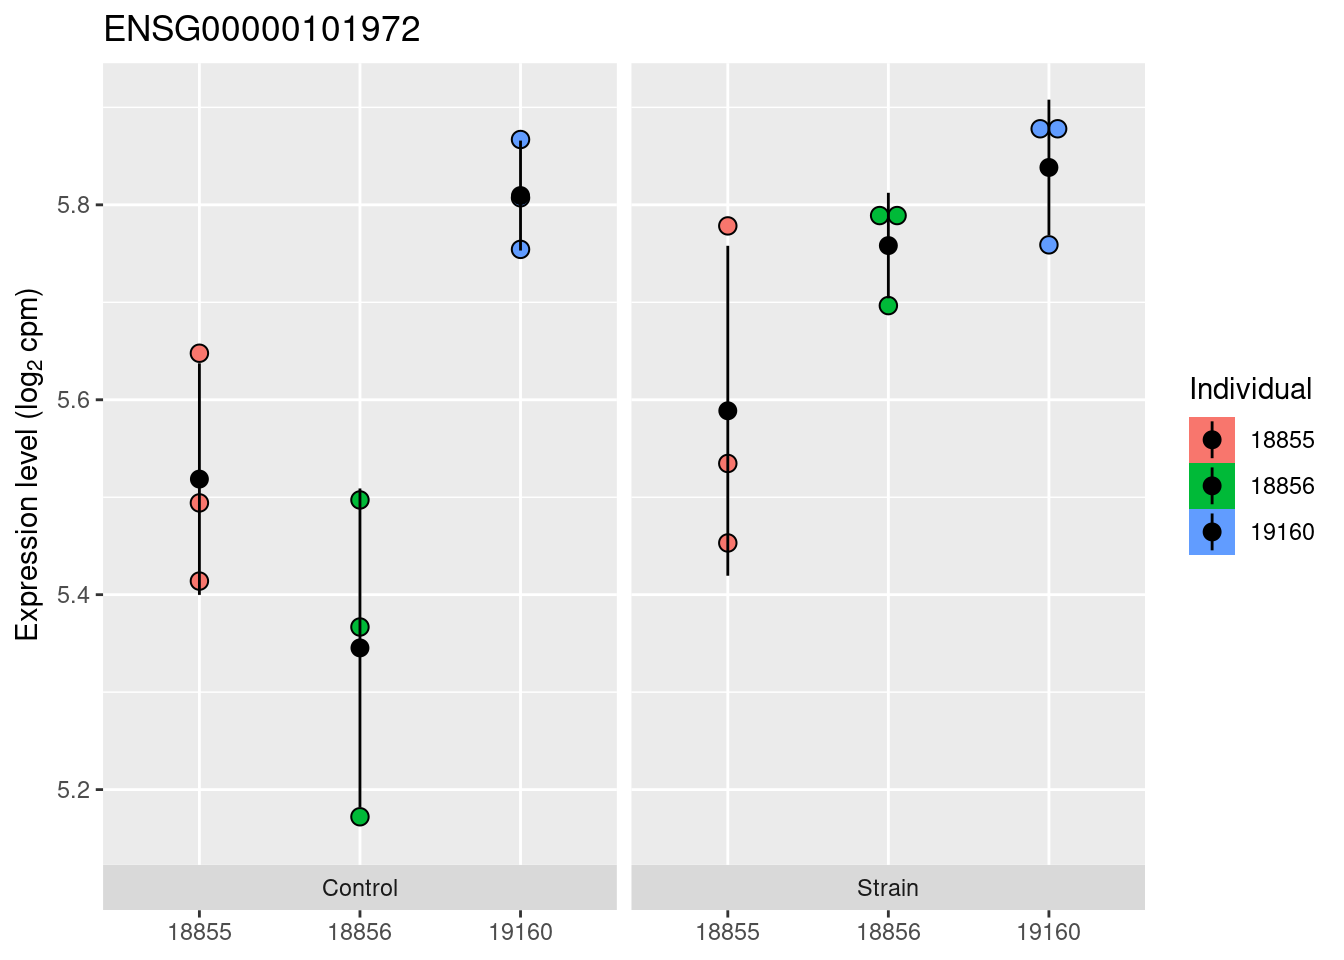 ENSG00000101972
Expression level (log2 cpm)
5.8
5.6
5.4
5.2
Control
Strain
18855
18856
19160
18855
18856
19160
Individual
18855
18856
19160